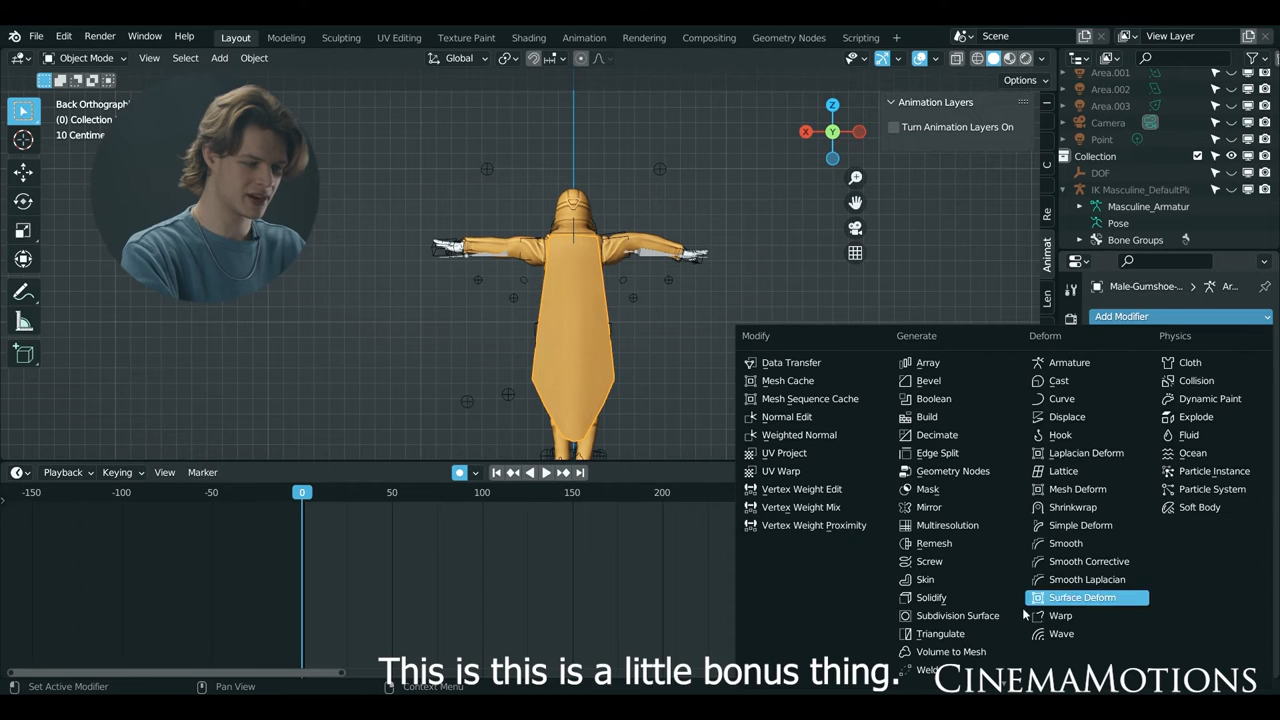 File Edit Render Window Help Layout Modeling Sculpting UV Editing Texture Paint Shading Animation Rendering Geometry Nodes Scripting + Scene View Layer
Object Mode View Select Add Object Global
Options
Back Orthograph
(0) Collection
10 Centime
Z
X
Y
Animation Layers
Turn Animation Layers On
C
Re
Animat
Len
Area.001
Area.002
Area.003
Camera
Point
Collection
DOF
IK Masculine_DefaultPla
Masculine_Armatur
Pose
Bone Groups
Male-Gumshoe-... Ar...
Add Modifier
Modify
Data Transfer
Mesh Cache
Mesh Sequence Cache
Normal Edit
Weighted Normal
UV Project
UV Warp
Vertex Weight Edit
Vertex Weight Mix
Vertex Weight Proximity
Generate
Array
Bevel
Boolean
Build
Decimate
Edge Split
Geometry Nodes
Mask
Mirror
Multiresolution
Remesh
Screw
Skin
Solidify
Subdivision Surface
Triangulate
Volume to Mesh
Weld
Deform
Armature
Cast
Curve
Displace
Hook
Laplacian Deform
Lattice
Mesh Deform
Shrinkwrap
Simple Deform
Smooth
Smooth Corrective
Smooth Laplacian
Surface Deform
Warp
Wave
Physics
Cloth
Collision
Dynamic Paint
Explode
Fluid
Ocean
Particle Instance
Particle System
Soft Body
Playback Keying View Marker
-150 -100 -50 0 50 100 150 200
This is this is a little bonus thing.
CINEMAMOTIONS
Set Active Modifier Pan View Context Menu